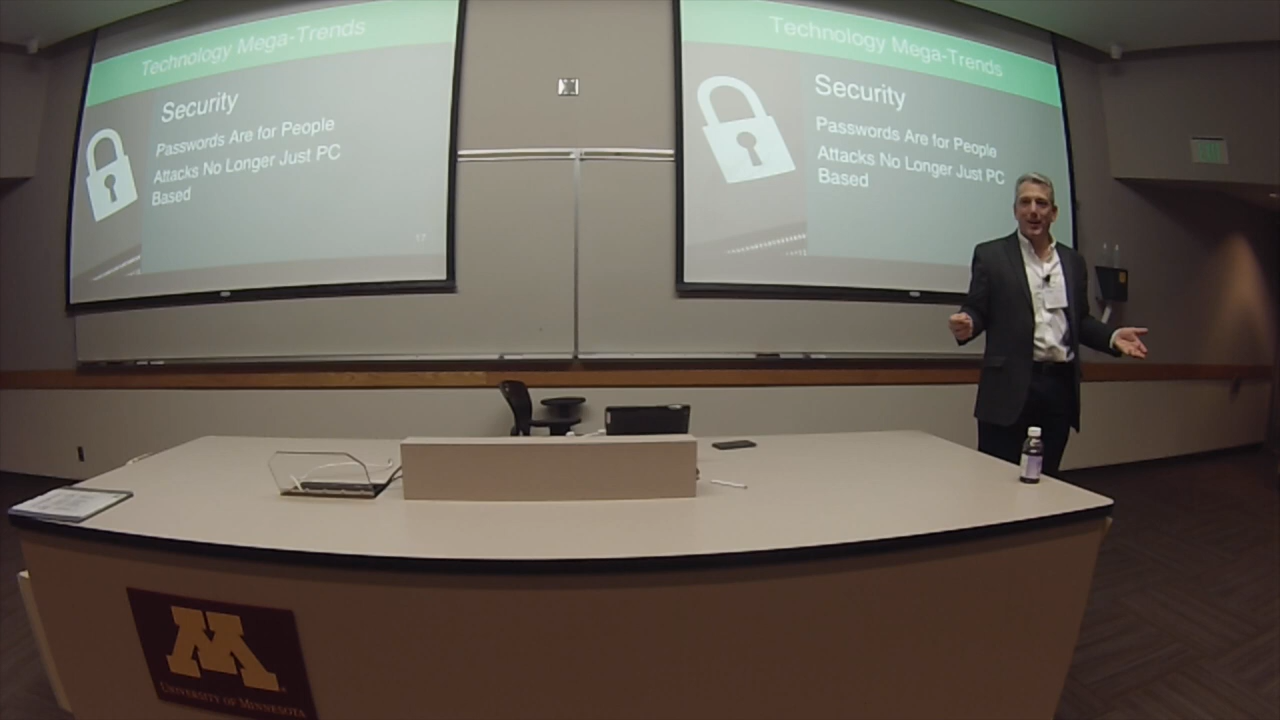 Technology Mega-Trends
Security
Passwords Are for People
Attacks No Longer Just PC
Based
17
Technology Mega-Trends
Security
Passwords Are for People
Attacks No Longer Just PC
Based
M
UNIVERSITY OF MINNESOTA